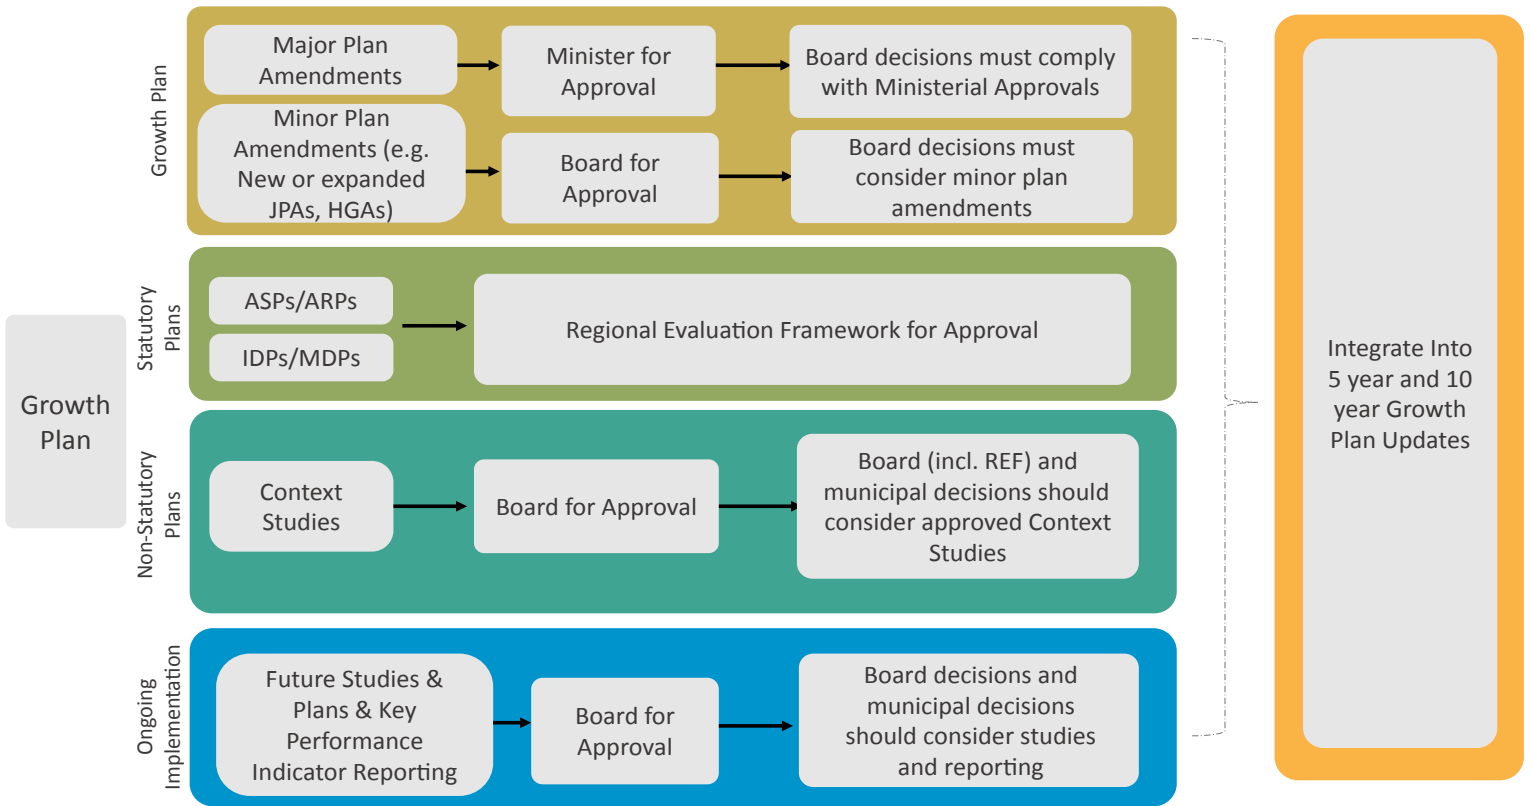 Growth
Plan
Growth Plan
Major Plan
Amendments
Minister for
Approval
Board decisions must comply
with Ministerial Approvals
Minor Plan
Amendments (e.g.
New or expanded
JPAs, HGAs)
Board for
Approval
Board decisions must
consider minor plan
amendments
Statutory
Plans
ASPs/ARPs
IDPs/MDPs
Regional Evaluation Framework for Approval
Non-Statutory
Plans
Context
Studies
Board for Approval
Board (incl. REF) and
municipal decisions should
consider approved Context
Studies
Ongoing
Implementation
Future Studies &
Plans & Key
Performance
Indicator Reporting
Board for
Approval
Board decisions and
municipal decisions
should consider studies
and reporting
Integrate Into
5 year and 10
year Growth
Plan Updates